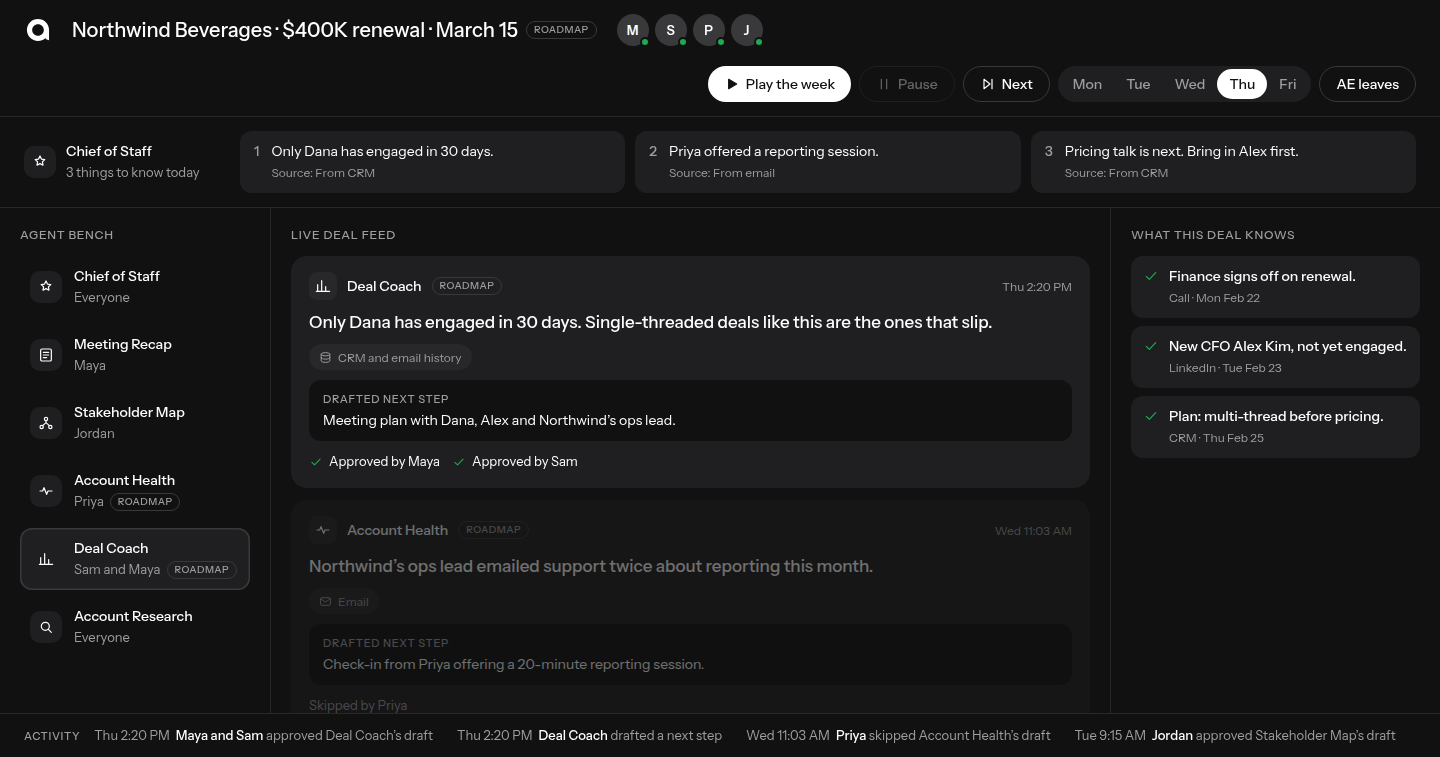 Northwind Beverages · $400K renewal · March 15 ROADMAP M S P J
Play the week Pause Next Mon Tue Wed Thu Fri AE leaves
Chief of Staff
3 things to know today
1 Only Dana has engaged in 30 days.
Source: From CRM
2 Priya offered a reporting session.
Source: From email
3 Pricing talk is next. Bring in Alex first.
Source: From CRM
AGENT BENCH
Chief of Staff
Everyone
Meeting Recap
Maya
Stakeholder Map
Jordan
Account Health
Priya ROADMAP
Deal Coach
Sam and Maya ROADMAP
Account Research
Everyone
LIVE DEAL FEED
Deal Coach ROADMAP Thu 2:20 PM
Only Dana has engaged in 30 days. Single-threaded deals like this are the ones that slip.
CRM and email history
DRAFTED NEXT STEP
Meeting plan with Dana, Alex and Northwind’s ops lead.
Approved by Maya Approved by Sam
Account Health ROADMAP Wed 11:03 AM
Northwind’s ops lead emailed support twice about reporting this month.
Email
DRAFTED NEXT STEP
Check-in from Priya offering a 20-minute reporting session.
Skipped by Priya
WHAT THIS DEAL KNOWS
Finance signs off on renewal.
Call · Mon Feb 22
New CFO Alex Kim, not yet engaged.
LinkedIn · Tue Feb 23
Plan: multi-thread before pricing.
CRM · Thu Feb 25
ACTIVITY Thu 2:20 PM Maya and Sam approved Deal Coach’s draft Thu 2:20 PM Deal Coach drafted a next step Wed 11:03 AM Priya skipped Account Health’s draft Tue 9:15 AM Jordan approved Stakeholder Map’s draft